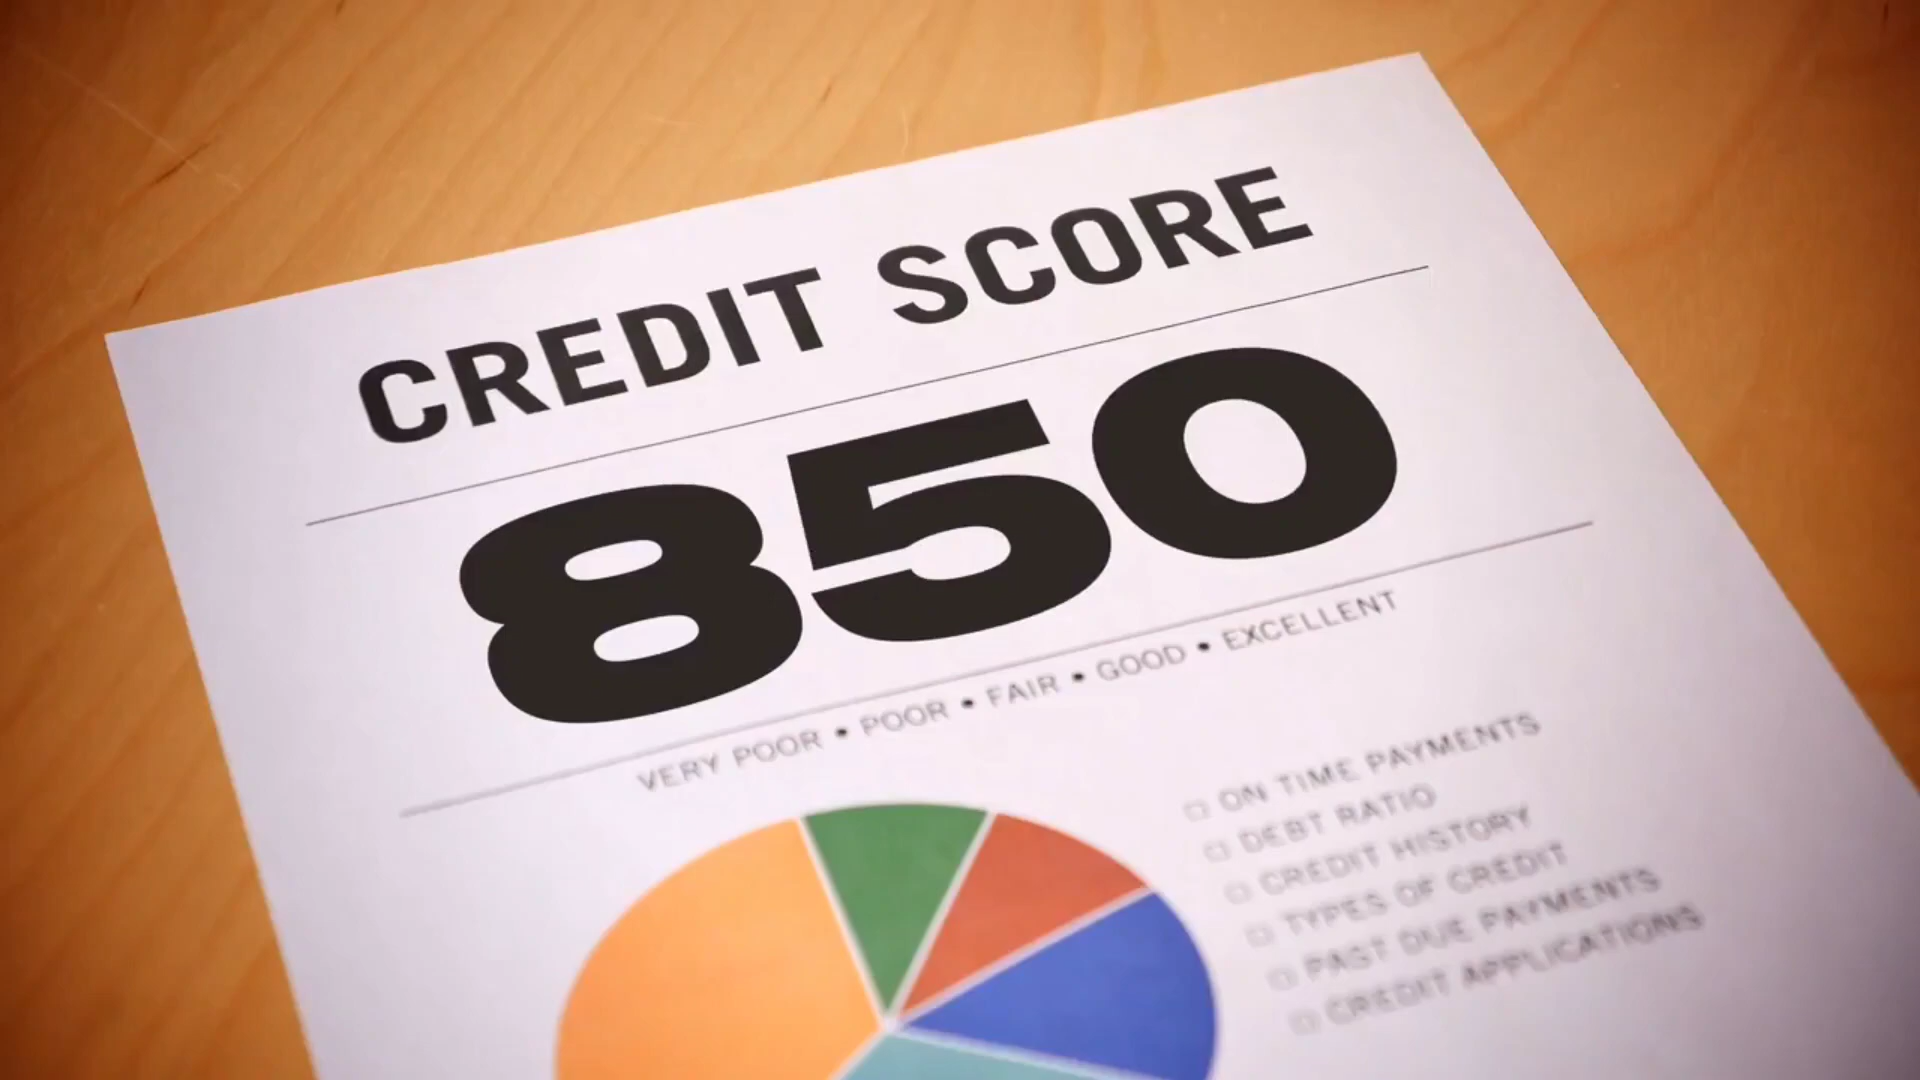 CREDIT SCORE
850
VERY POOR • POOR • FAIR • GOOD • EXCELLENT
ON TIME PAYMENTS
DEBT RATIO
CREDIT HISTORY
TYPES OF CREDIT
PAST DUE PAYMENTS
CREDIT APPLICATIONS